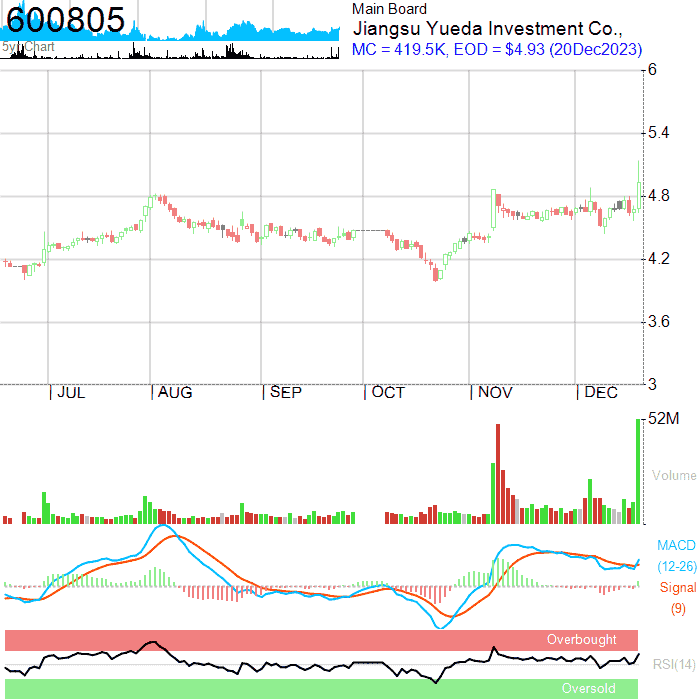 600805
5yr Chart
Main Board
Jiangsu Yueda Investment Co.,
MC = 419.5K, EOD = $4.93 (20Dec2023)
6
5.4
4.8
4.2
3.6
3
JUL AUG SEP OCT NOV DEC
52M
Volume
MACD
(12-26)
Signal
(9)
Overbought
RSI(14)
Oversold